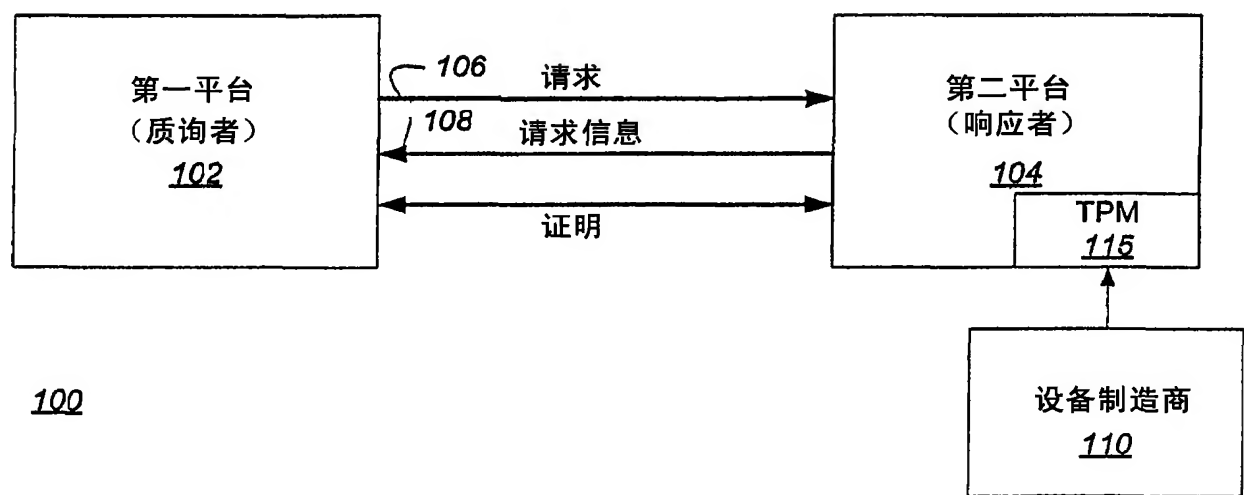 第一平台
（质询者）
102
106
请求
108
请求信息
证明
第二平台
（响应者）
104
TPM
115
100
设备制造商
110